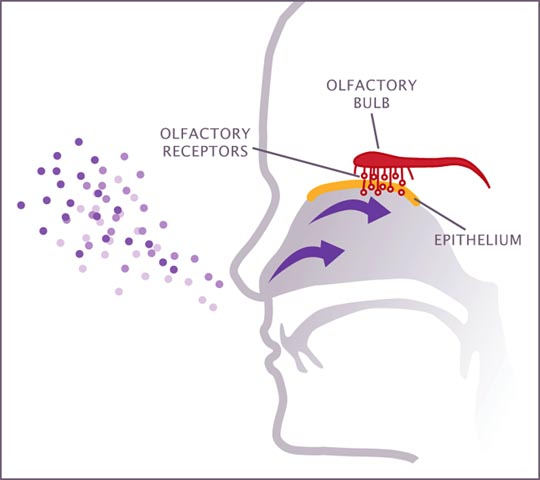 OLFACTORY
BULB
OLFACTORY
RECEPTORS
EPITHELIUM